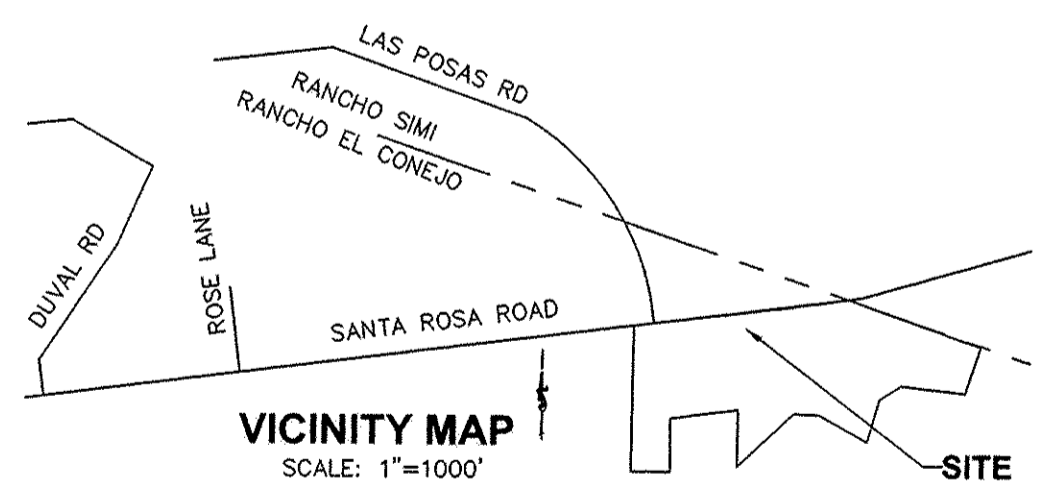 LAS POSAS RD
RANCHO SIMI
RANCHO EL CONEJO
DUVAL RD
ROSE LANE
SANTA ROSA ROAD
VICINITY MAP
SCALE: 1"=1000'
SITE